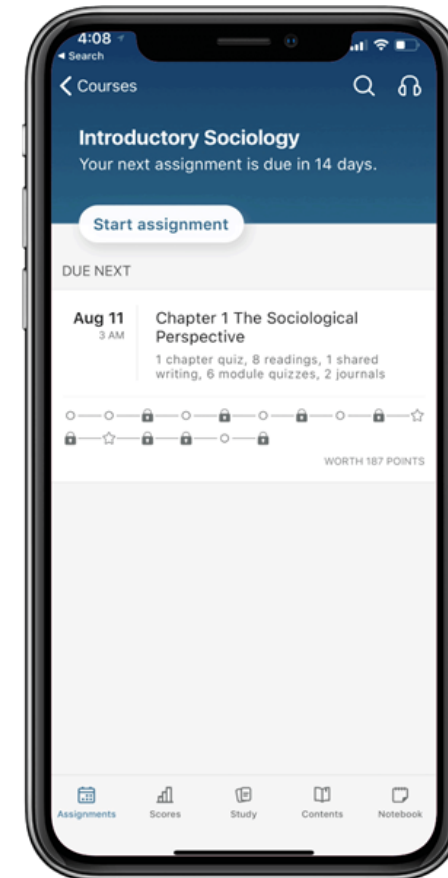 4:08
Search
Courses
Introductory Sociology
Your next assignment is due in 14 days.
Start assignment
DUE NEXT
Aug 11
3 AM
Chapter 1 The Sociological
Perspective
1 chapter quiz, 8 readings, 1 shared
writing, 6 module quizzes, 2 journals
WORTH 187 POINTS
Assignments
Scores
Study
Contents
Notebook